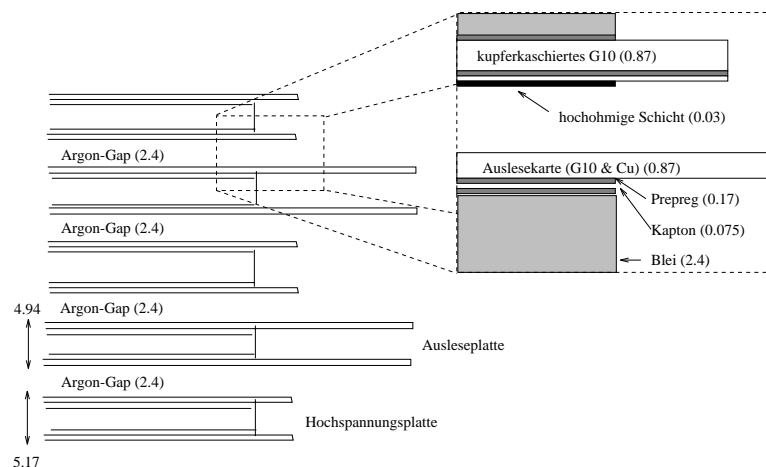 kupferkaschiertes G10 (0.87)
hochohmige Schicht (0.03)
Argon-Gap (2.4)
Auslesekarte (G10 & Cu) (0.87)
Prepreg (0.17)
Kapton (0.075)
Argon-Gap (2.4)
Blei (2.4)
Argon-Gap (2.4)
4.94
Ausleseplatte
Argon-Gap (2.4)
Hochspannungsplatte
5.17